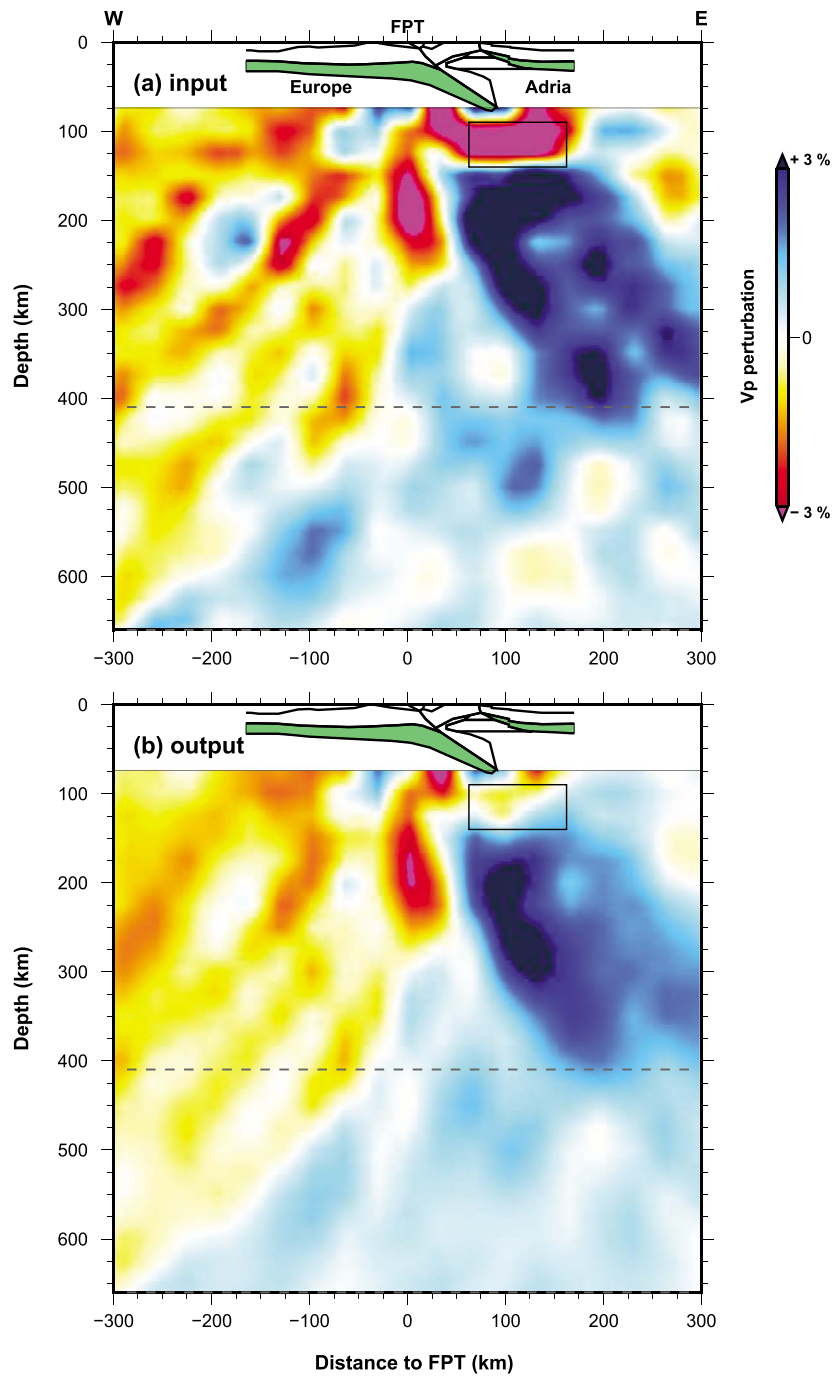 W FPT E
0
(a) input
Europe Adria
100
200
300
400
500
600
Depth (km)
−300 −200 −100 0 100 200 300
+ 3 %
0
− 3 %
Vp perturbation
0
(b) output
100
200
300
400
500
600
Depth (km)
−300 −200 −100 0 100 200 300
Distance to FPT (km)